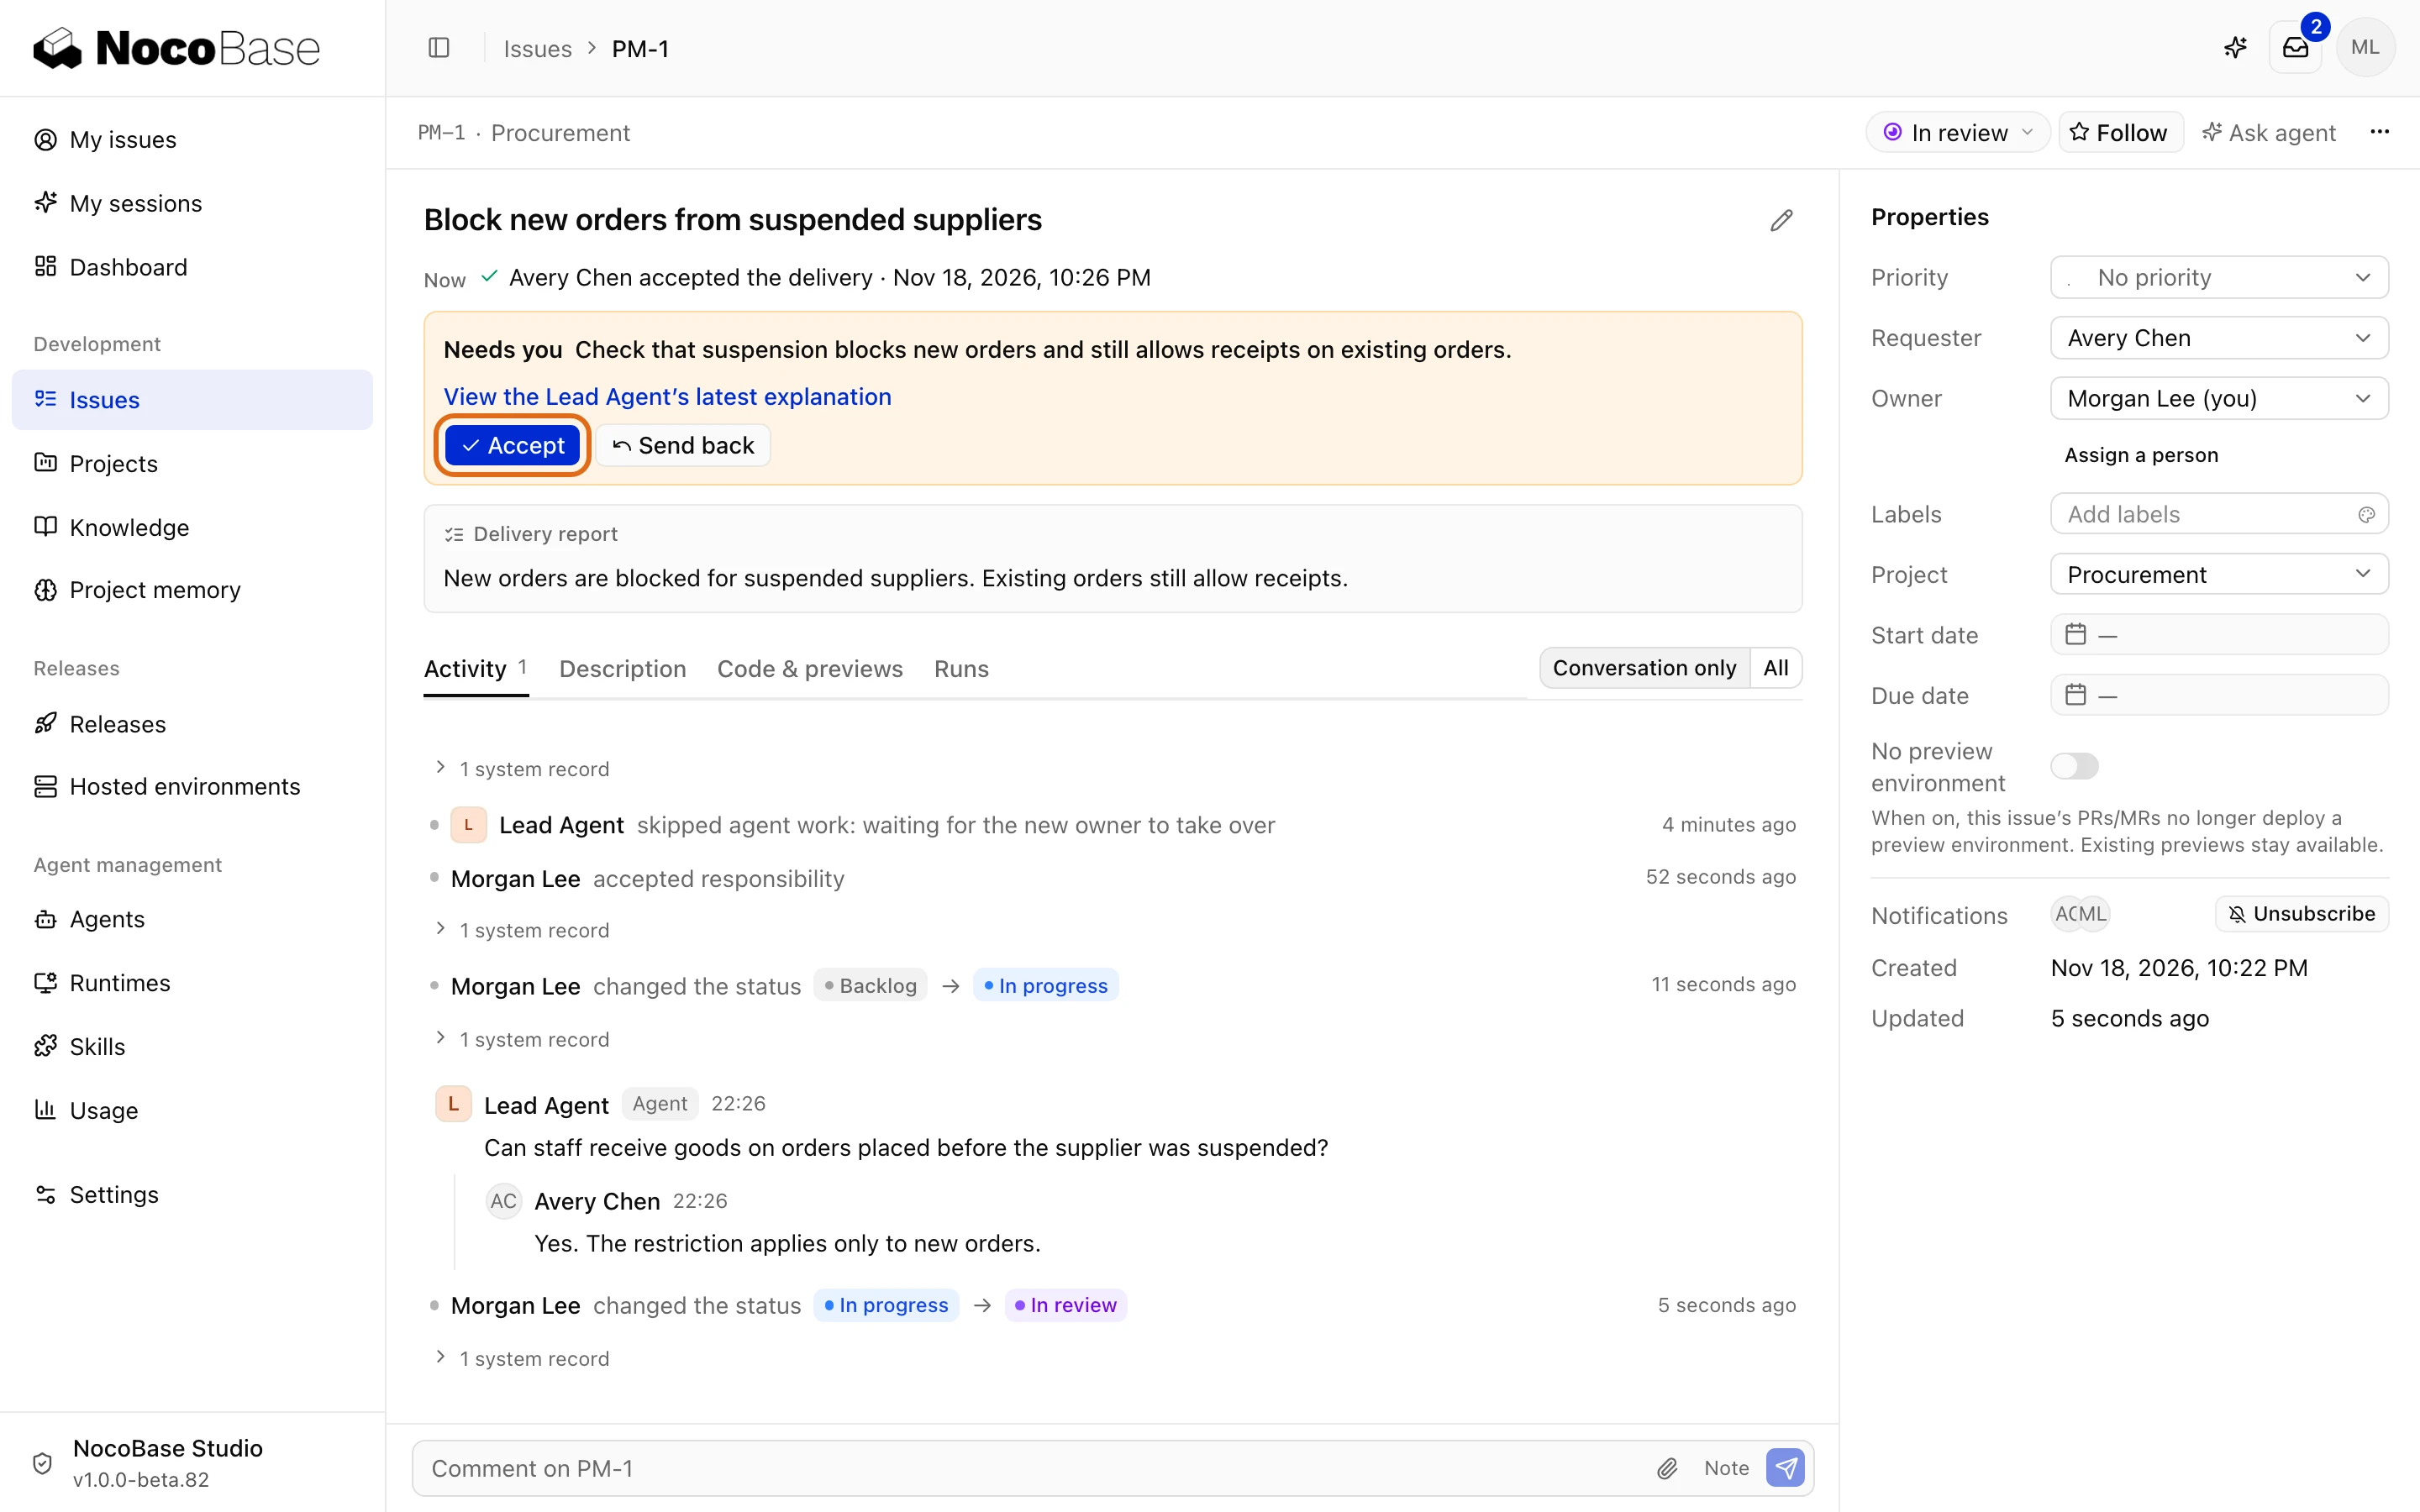 NocoBase
Issues > PM-1
2
ML
My issues
My sessions
Dashboard
Development
Issues
Projects
Knowledge
Project memory
Releases
Releases
Hosted environments
Agent management
Agents
Runtimes
Skills
Usage
Settings
NocoBase Studio
v1.0.0-beta.82
PM-1 · Procurement
In review
Follow
Ask agent
Block new orders from suspended suppliers
Now Avery Chen accepted the delivery · Nov 18, 2026, 10:26 PM
Needs you Check that suspension blocks new orders and still allows receipts on existing orders.
View the Lead Agent's latest explanation
Accept
Send back
Delivery report
New orders are blocked for suspended suppliers. Existing orders still allow receipts.
Activity 1 Description Code & previews Runs
Conversation only All
1 system record
L Lead Agent skipped agent work: waiting for the new owner to take over 4 minutes ago
Morgan Lee accepted responsibility 52 seconds ago
1 system record
Morgan Lee changed the status Backlog → In progress 11 seconds ago
1 system record
L Lead Agent Agent 22:26
Can staff receive goods on orders placed before the supplier was suspended?
AC Avery Chen 22:26
Yes. The restriction applies only to new orders.
Morgan Lee changed the status In progress → In review 5 seconds ago
1 system record
Comment on PM-1
Note
Properties
Priority No priority
Requester Avery Chen
Owner Morgan Lee (you)
Assign a person
Labels Add labels
Project Procurement
Start date —
Due date —
No preview
environment
When on, this issue's PRs/MRs no longer deploy a
preview environment. Existing previews stay available.
Notifications ML Unsubscribe
Created Nov 18, 2026, 10:22 PM
Updated 5 seconds ago